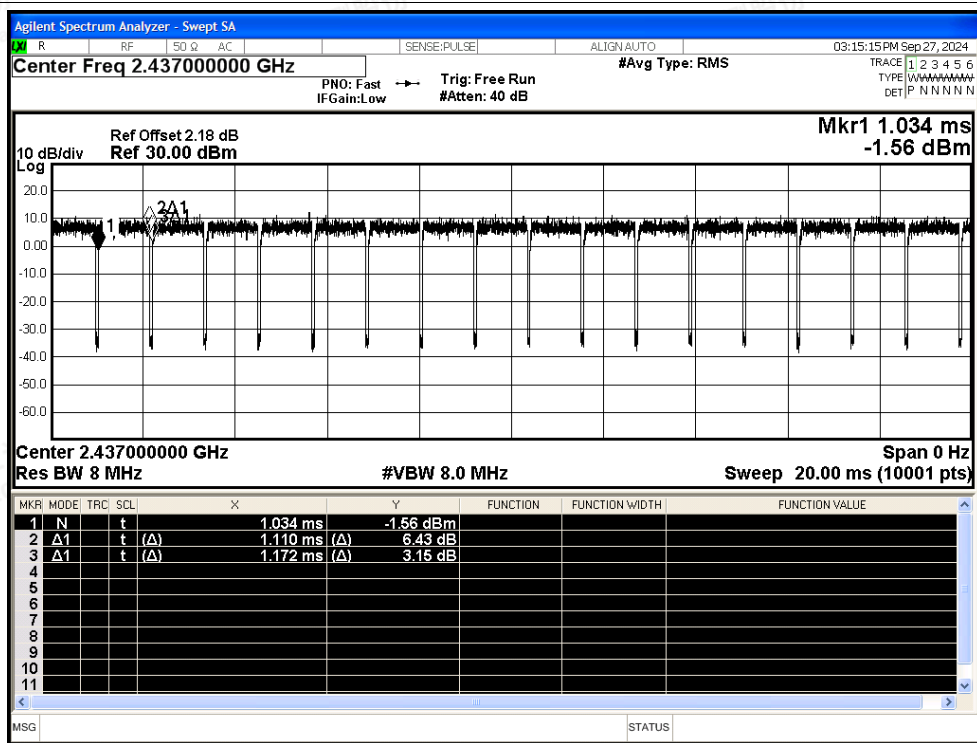 Agilent Spectrum Analyzer - Swept SA
LXI R RF 50 Ω AC SENSE:PULSE ALIGN AUTO 03:15:15 PM Sep 27, 2024
Center Freq 2.437000000 GHz
PNO: Fast
IFGain:Low
Trig: Free Run
#Atten: 40 dB
#Avg Type: RMS
TRACE 1 2 3 4 5 6
TYPE
DET P N N N N N
Mkr1 1.034 ms
-1.56 dBm
10 dB/div
Log
Ref Offset 2.18 dB
Ref 30.00 dBm
20.0
10.0
0.00
-10.0
-20.0
-30.0
-40.0
-50.0
-60.0
1
2Δ1
3Δ1
Center 2.437000000 GHz Span 0 Hz
Res BW 8 MHz #VBW 8.0 MHz Sweep 20.00 ms (10001 pts)
MKR MODE TRC SCL X Y FUNCTION FUNCTION WIDTH FUNCTION VALUE
1 N t 1.034 ms -1.56 dBm
2 Δ1 t (Δ) 1.110 ms (Δ) 6.43 dB
3 Δ1 t (Δ) 1.172 ms (Δ) 3.15 dB
4
5
6
7
8
9
10
11
MSG STATUS